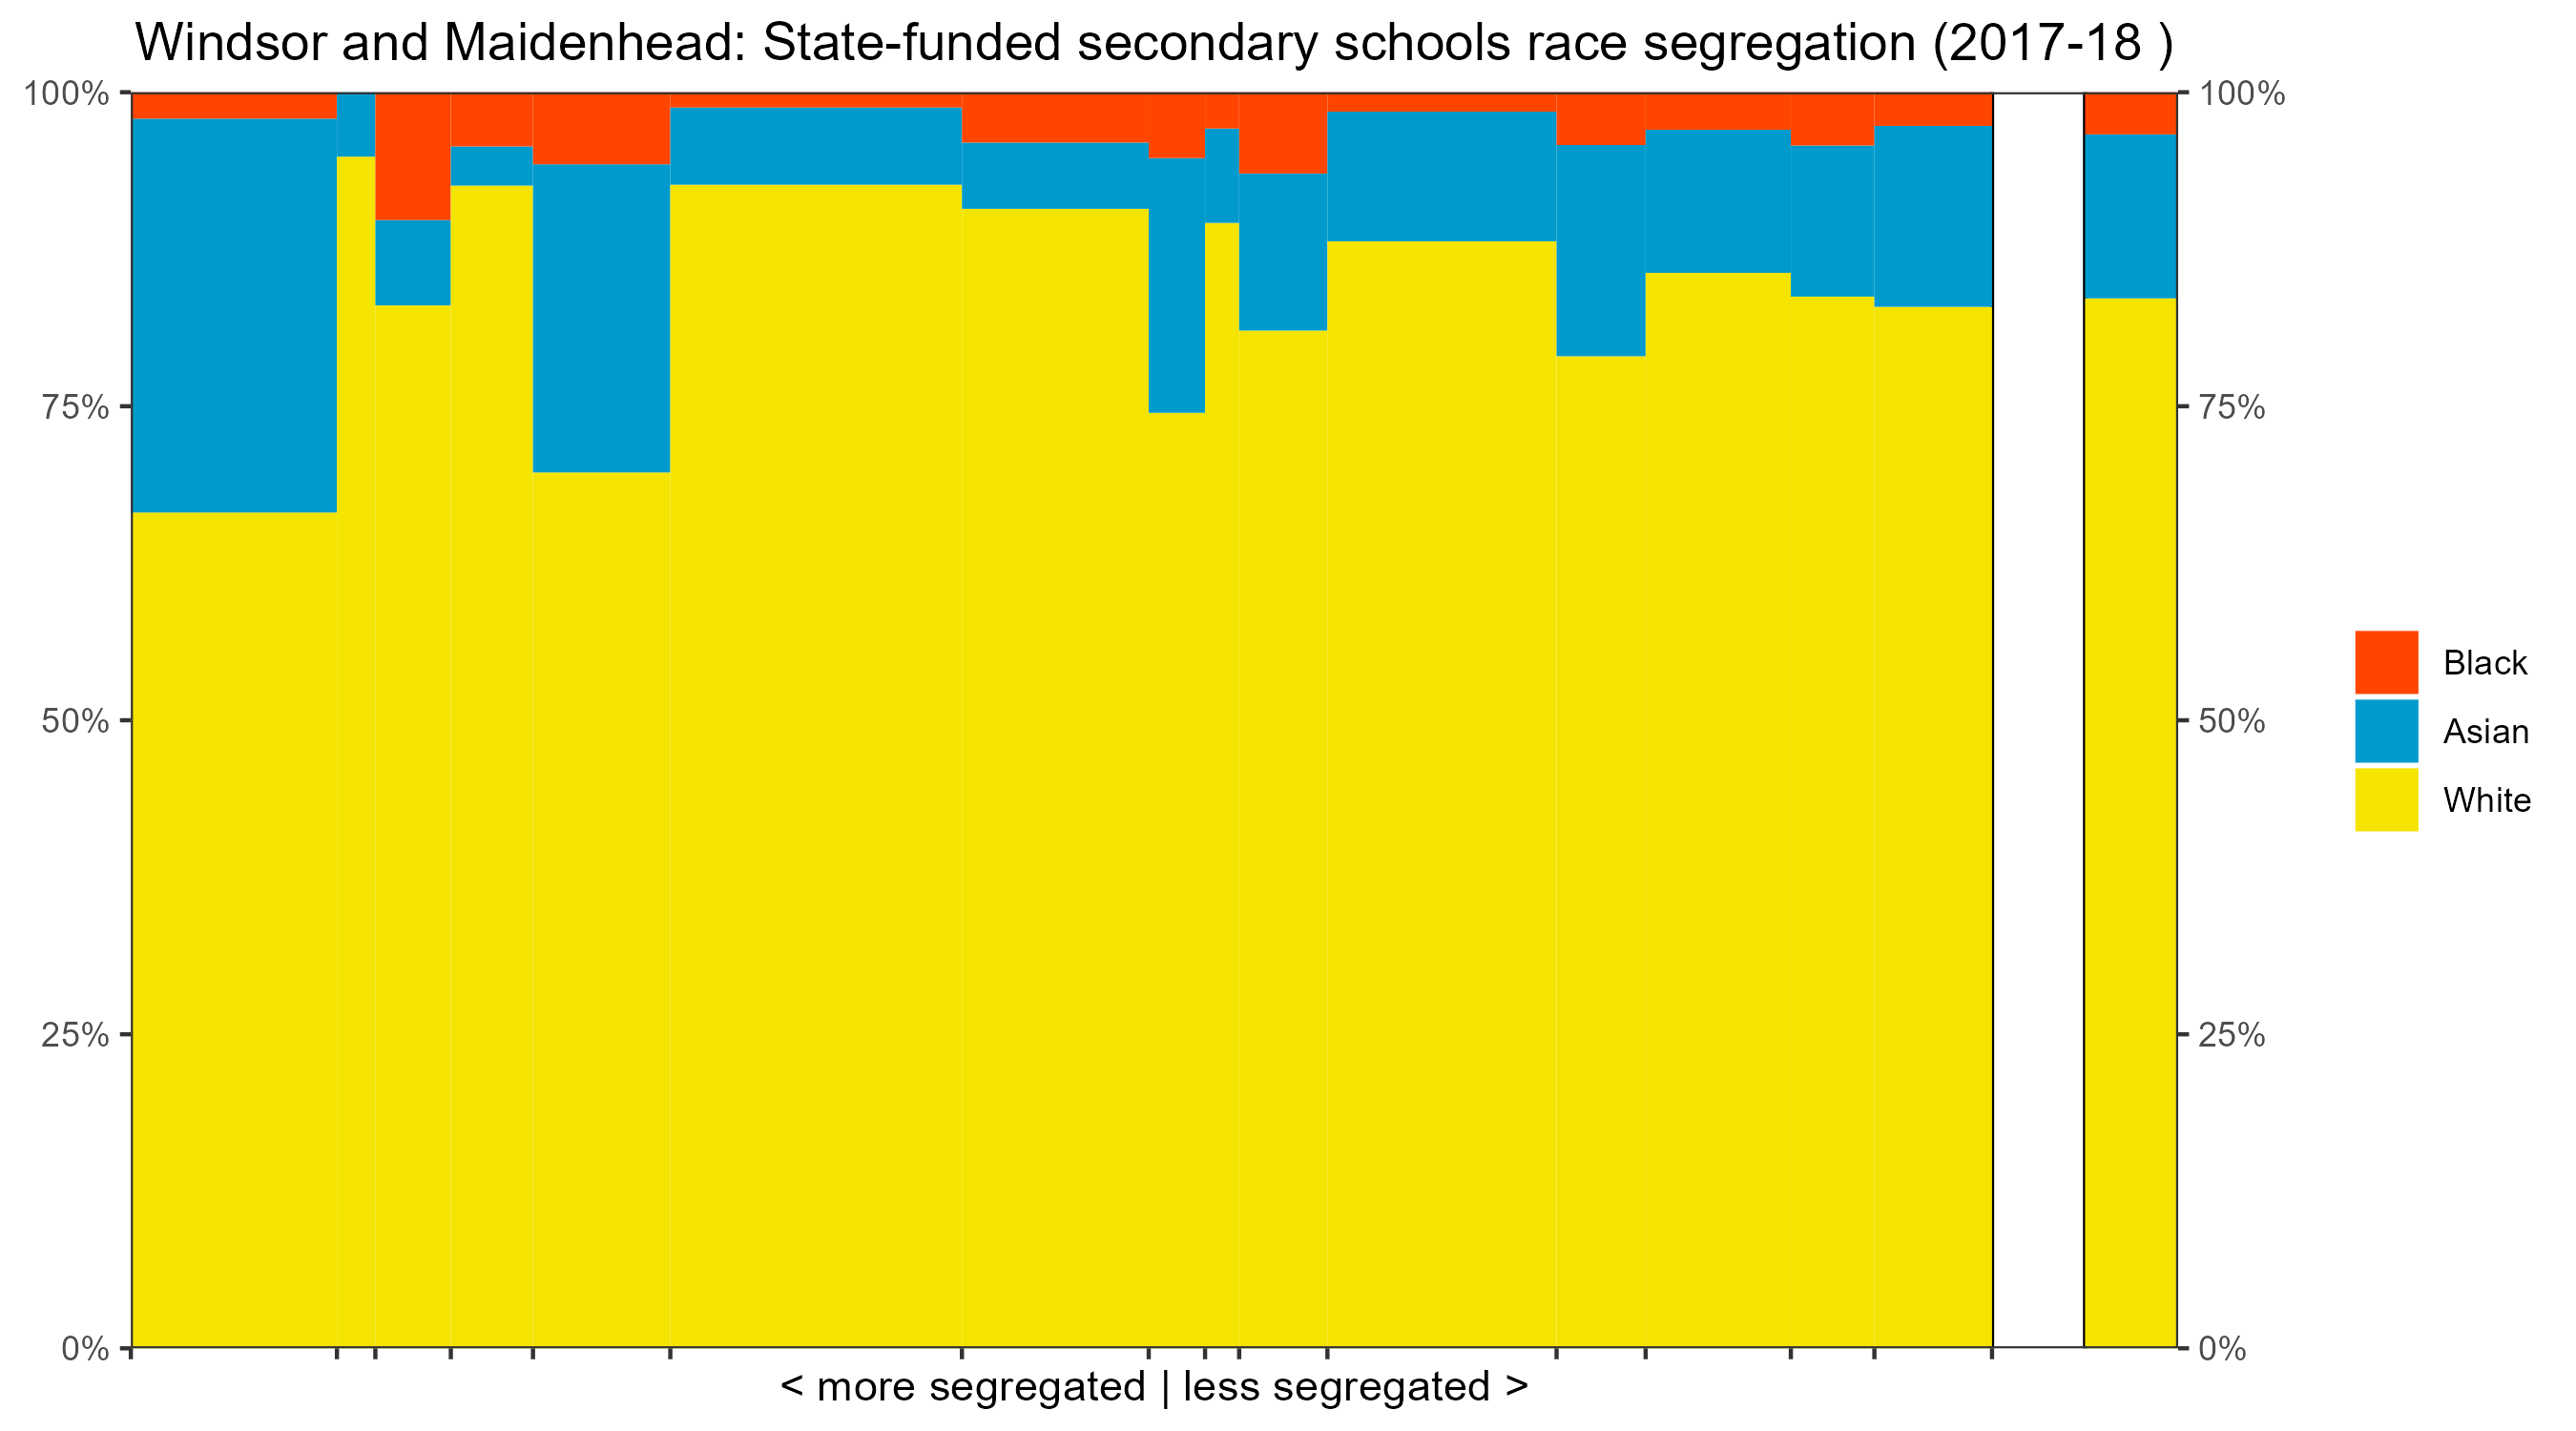 Windsor and Maidenhead: State-funded secondary schools race segregation (2017-18 )
100%
75%
50%
25%
0%
100%
75%
50%
25%
0%
Black
Asian
White
< more segregated | less segregated >